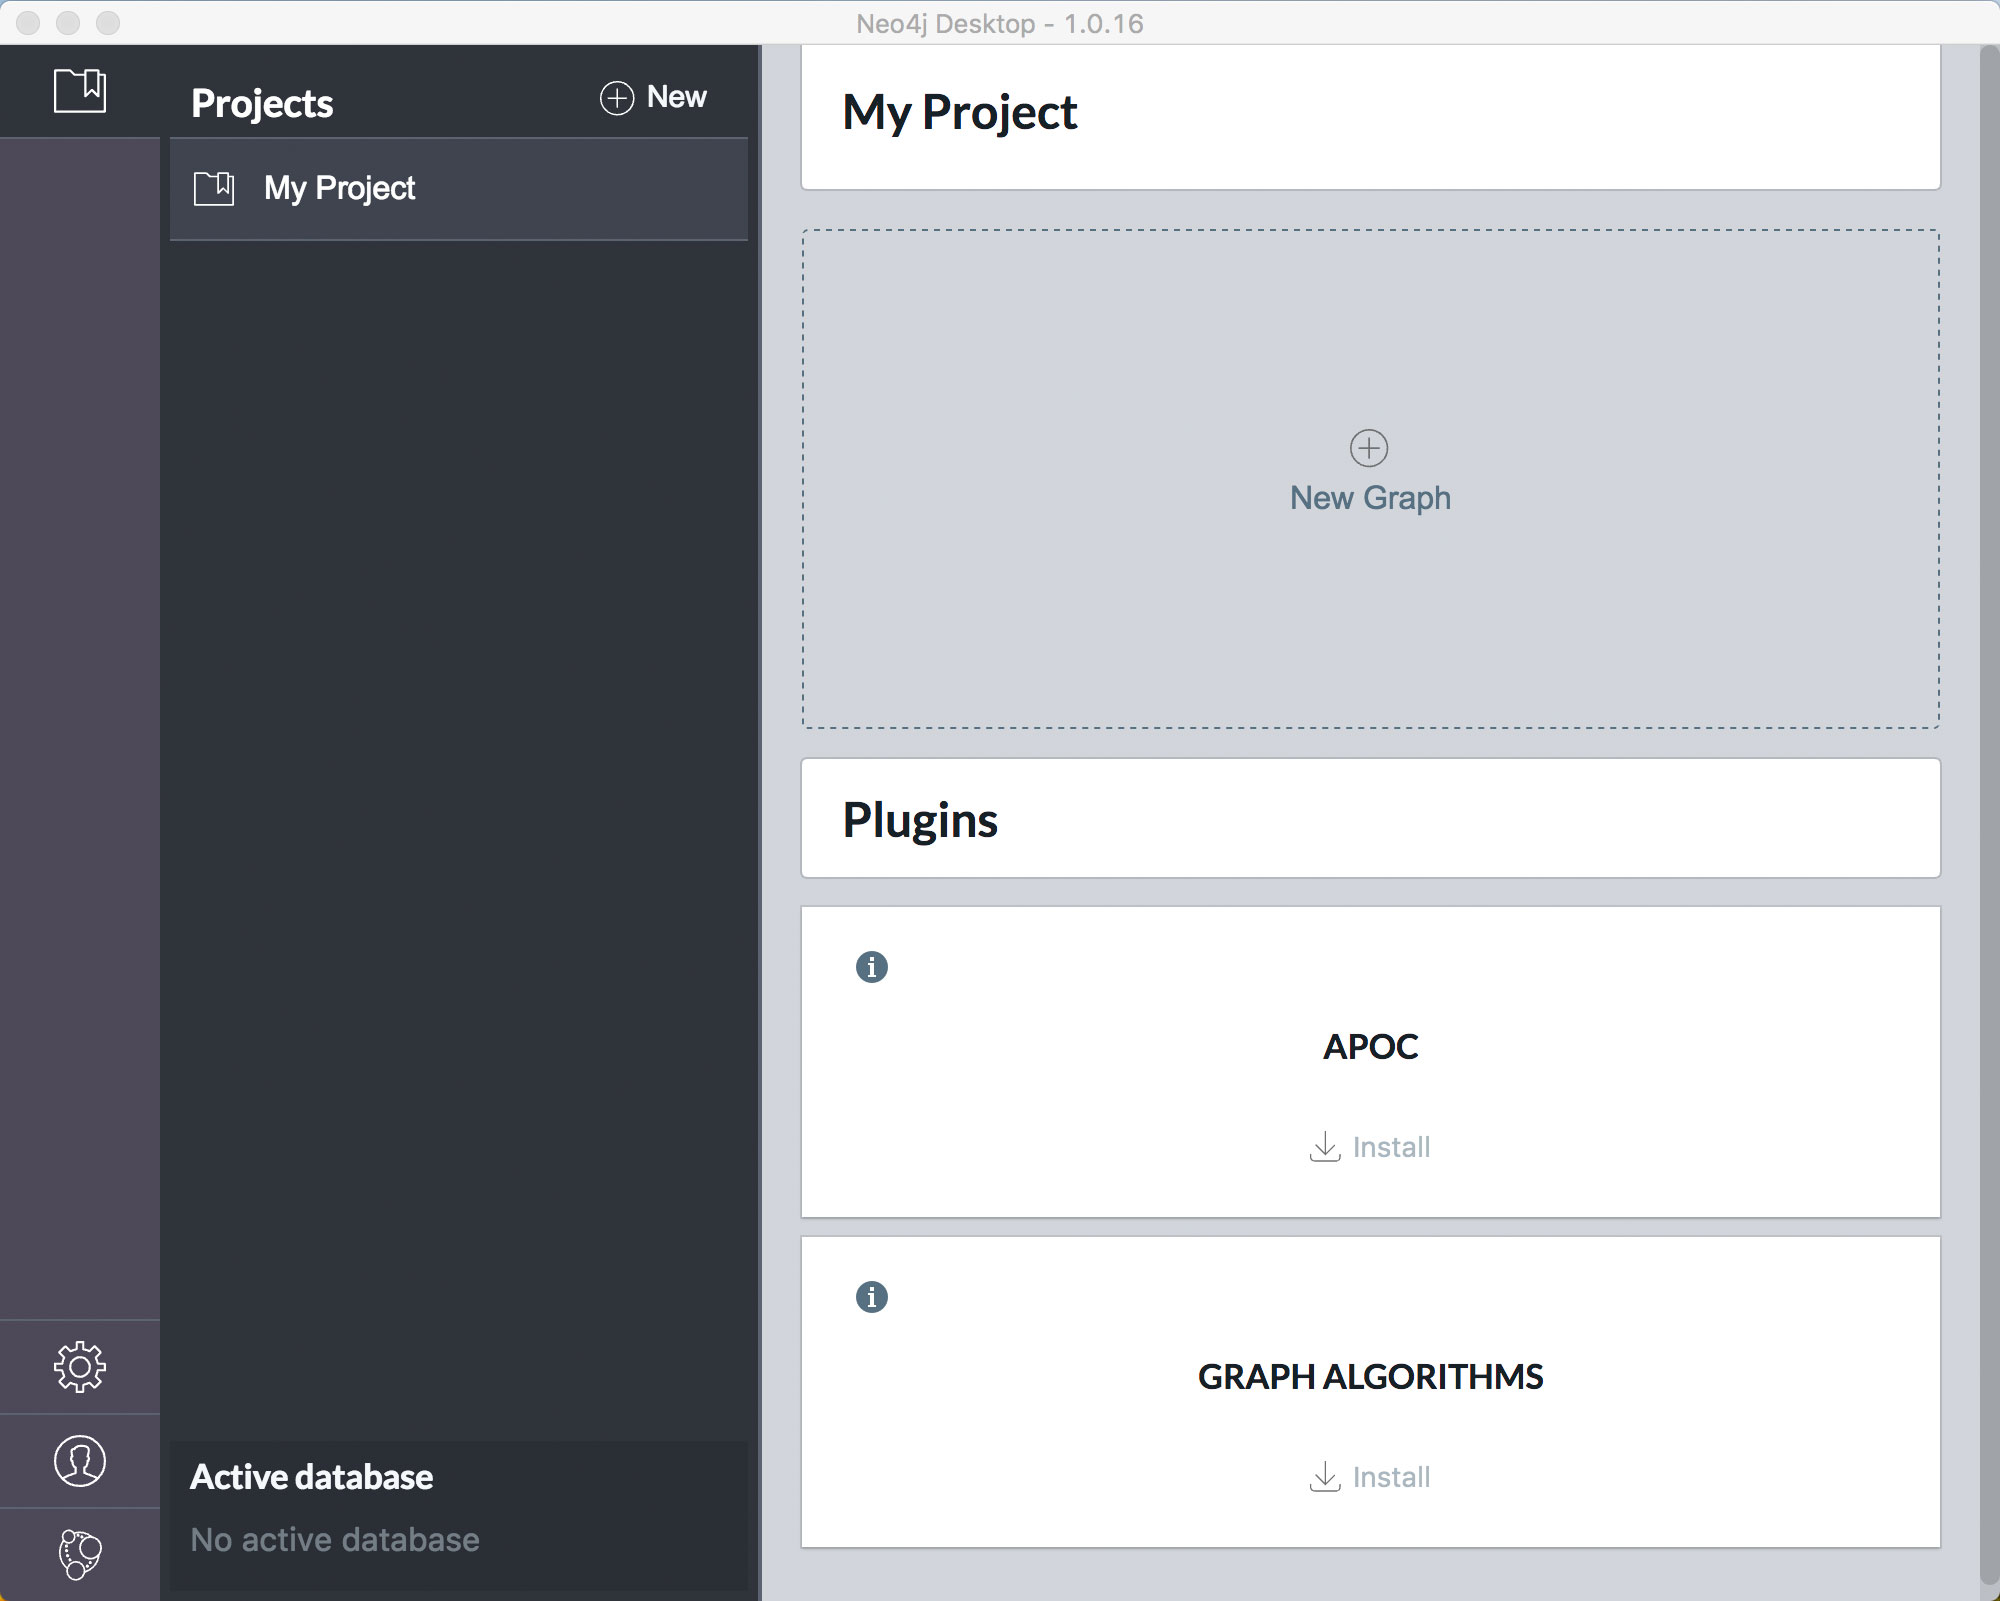 Neo4j Desktop - 1.0.16
Projects
New
My Project
Active database
No active database
My Project
New Graph
Plugins
APOC
Install
GRAPH ALGORITHMS
Install